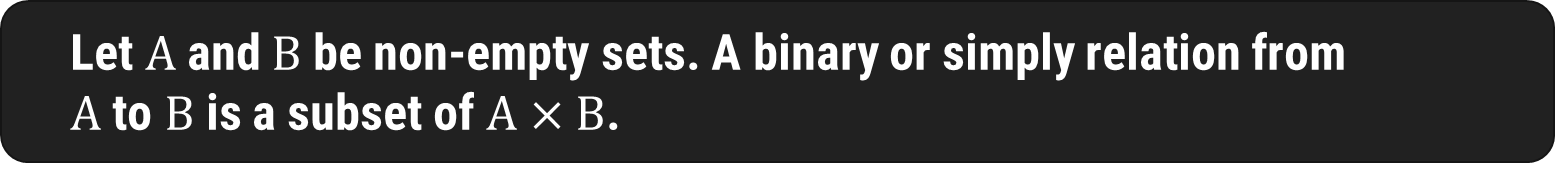 Let A and B be non-empty sets. A binary or simply relation from
A to B is a subset of A × B.